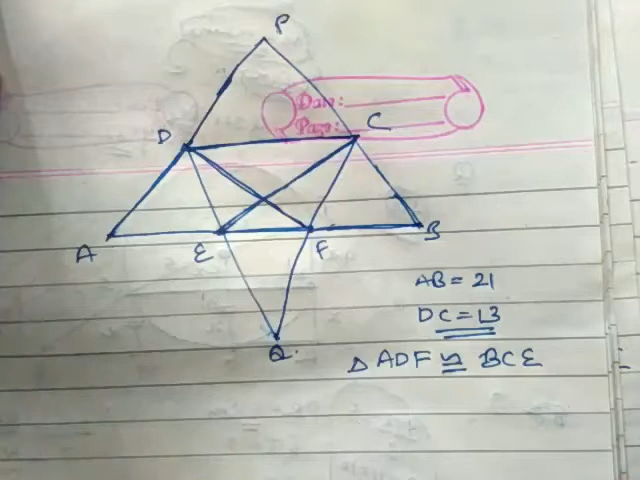 P
Date:
Page:
D
C
A
E
F
B
AB = 21
DC = 13
Q.
Δ ADF ≅ BCE